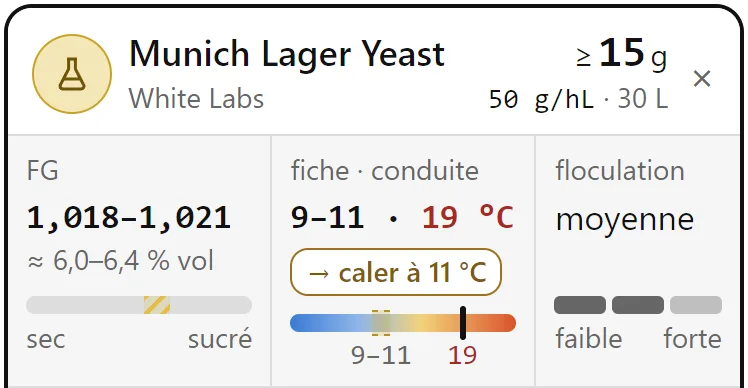 Munich Lager Yeast
≥ 15 g
White Labs
50 g/hL · 30 L
×
FG
1,018–1,021
≈ 6,0–6,4 % vol
sec
sucré
fiche · conduite
9–11 · 19 °C
→ caler à 11 °C
9–11
19
floculation
moyenne
faible
forte